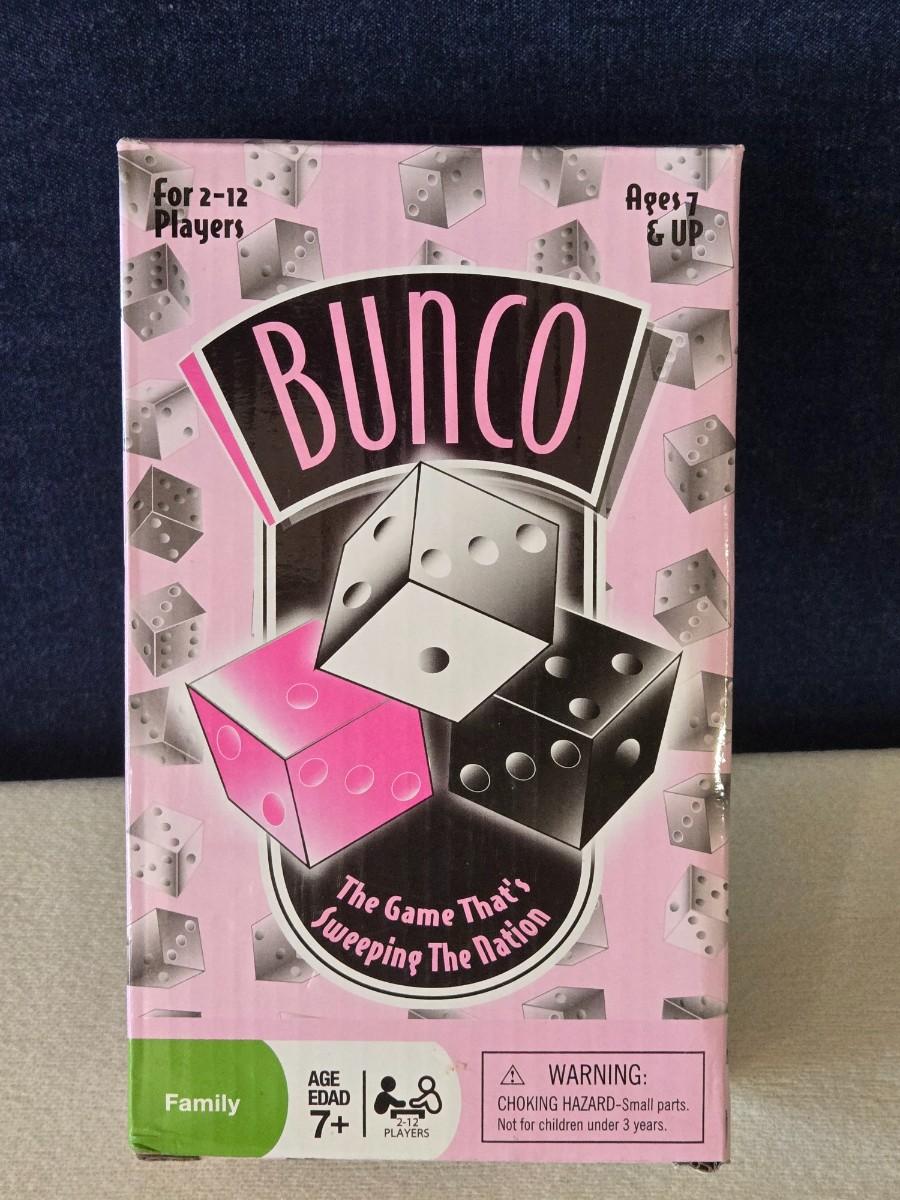 For 2-12
Players
Ages 7
& UP
BUNCO
The Game That's
Sweeping The Nation
Family
AGE
EDAD
7+
2-12
PLAYERS
⚠ WARNING:
CHOKING HAZARD-Small parts.
Not for children under 3 years.